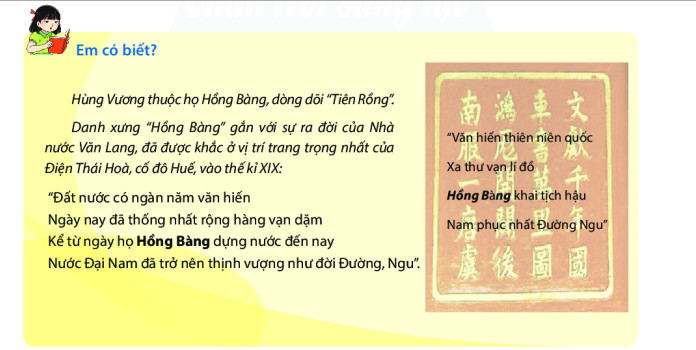 Em có biết?
Hùng Vương thuộc họ Hồng Bàng, dòng dõi “Tiên Rồng”.
Danh xưng “Hồng Bàng” gắn với sự ra đời của Nhà
nước Văn Lang, đã được khắc ở vị trí trang trọng nhất của
Điện Thái Hoà, cố đô Huế, vào thế kỉ XIX:
“Đất nước có ngàn năm văn hiến
Ngày nay đã thống nhất rộng hàng vạn dặm
Kể từ ngày họ Hồng Bàng dựng nước đến nay
Nước Đại Nam đã trở nên thịnh vượng như đời Đường, Ngu”.
文獻千年國
車書萬里圖
鴻厖開闢後
南服一唐虞
“Văn hiến thiên niên quốc
Xa thư vạn lí đồ
Hồng Bàng khai tịch hậu
Nam phục nhất Đường Ngu”